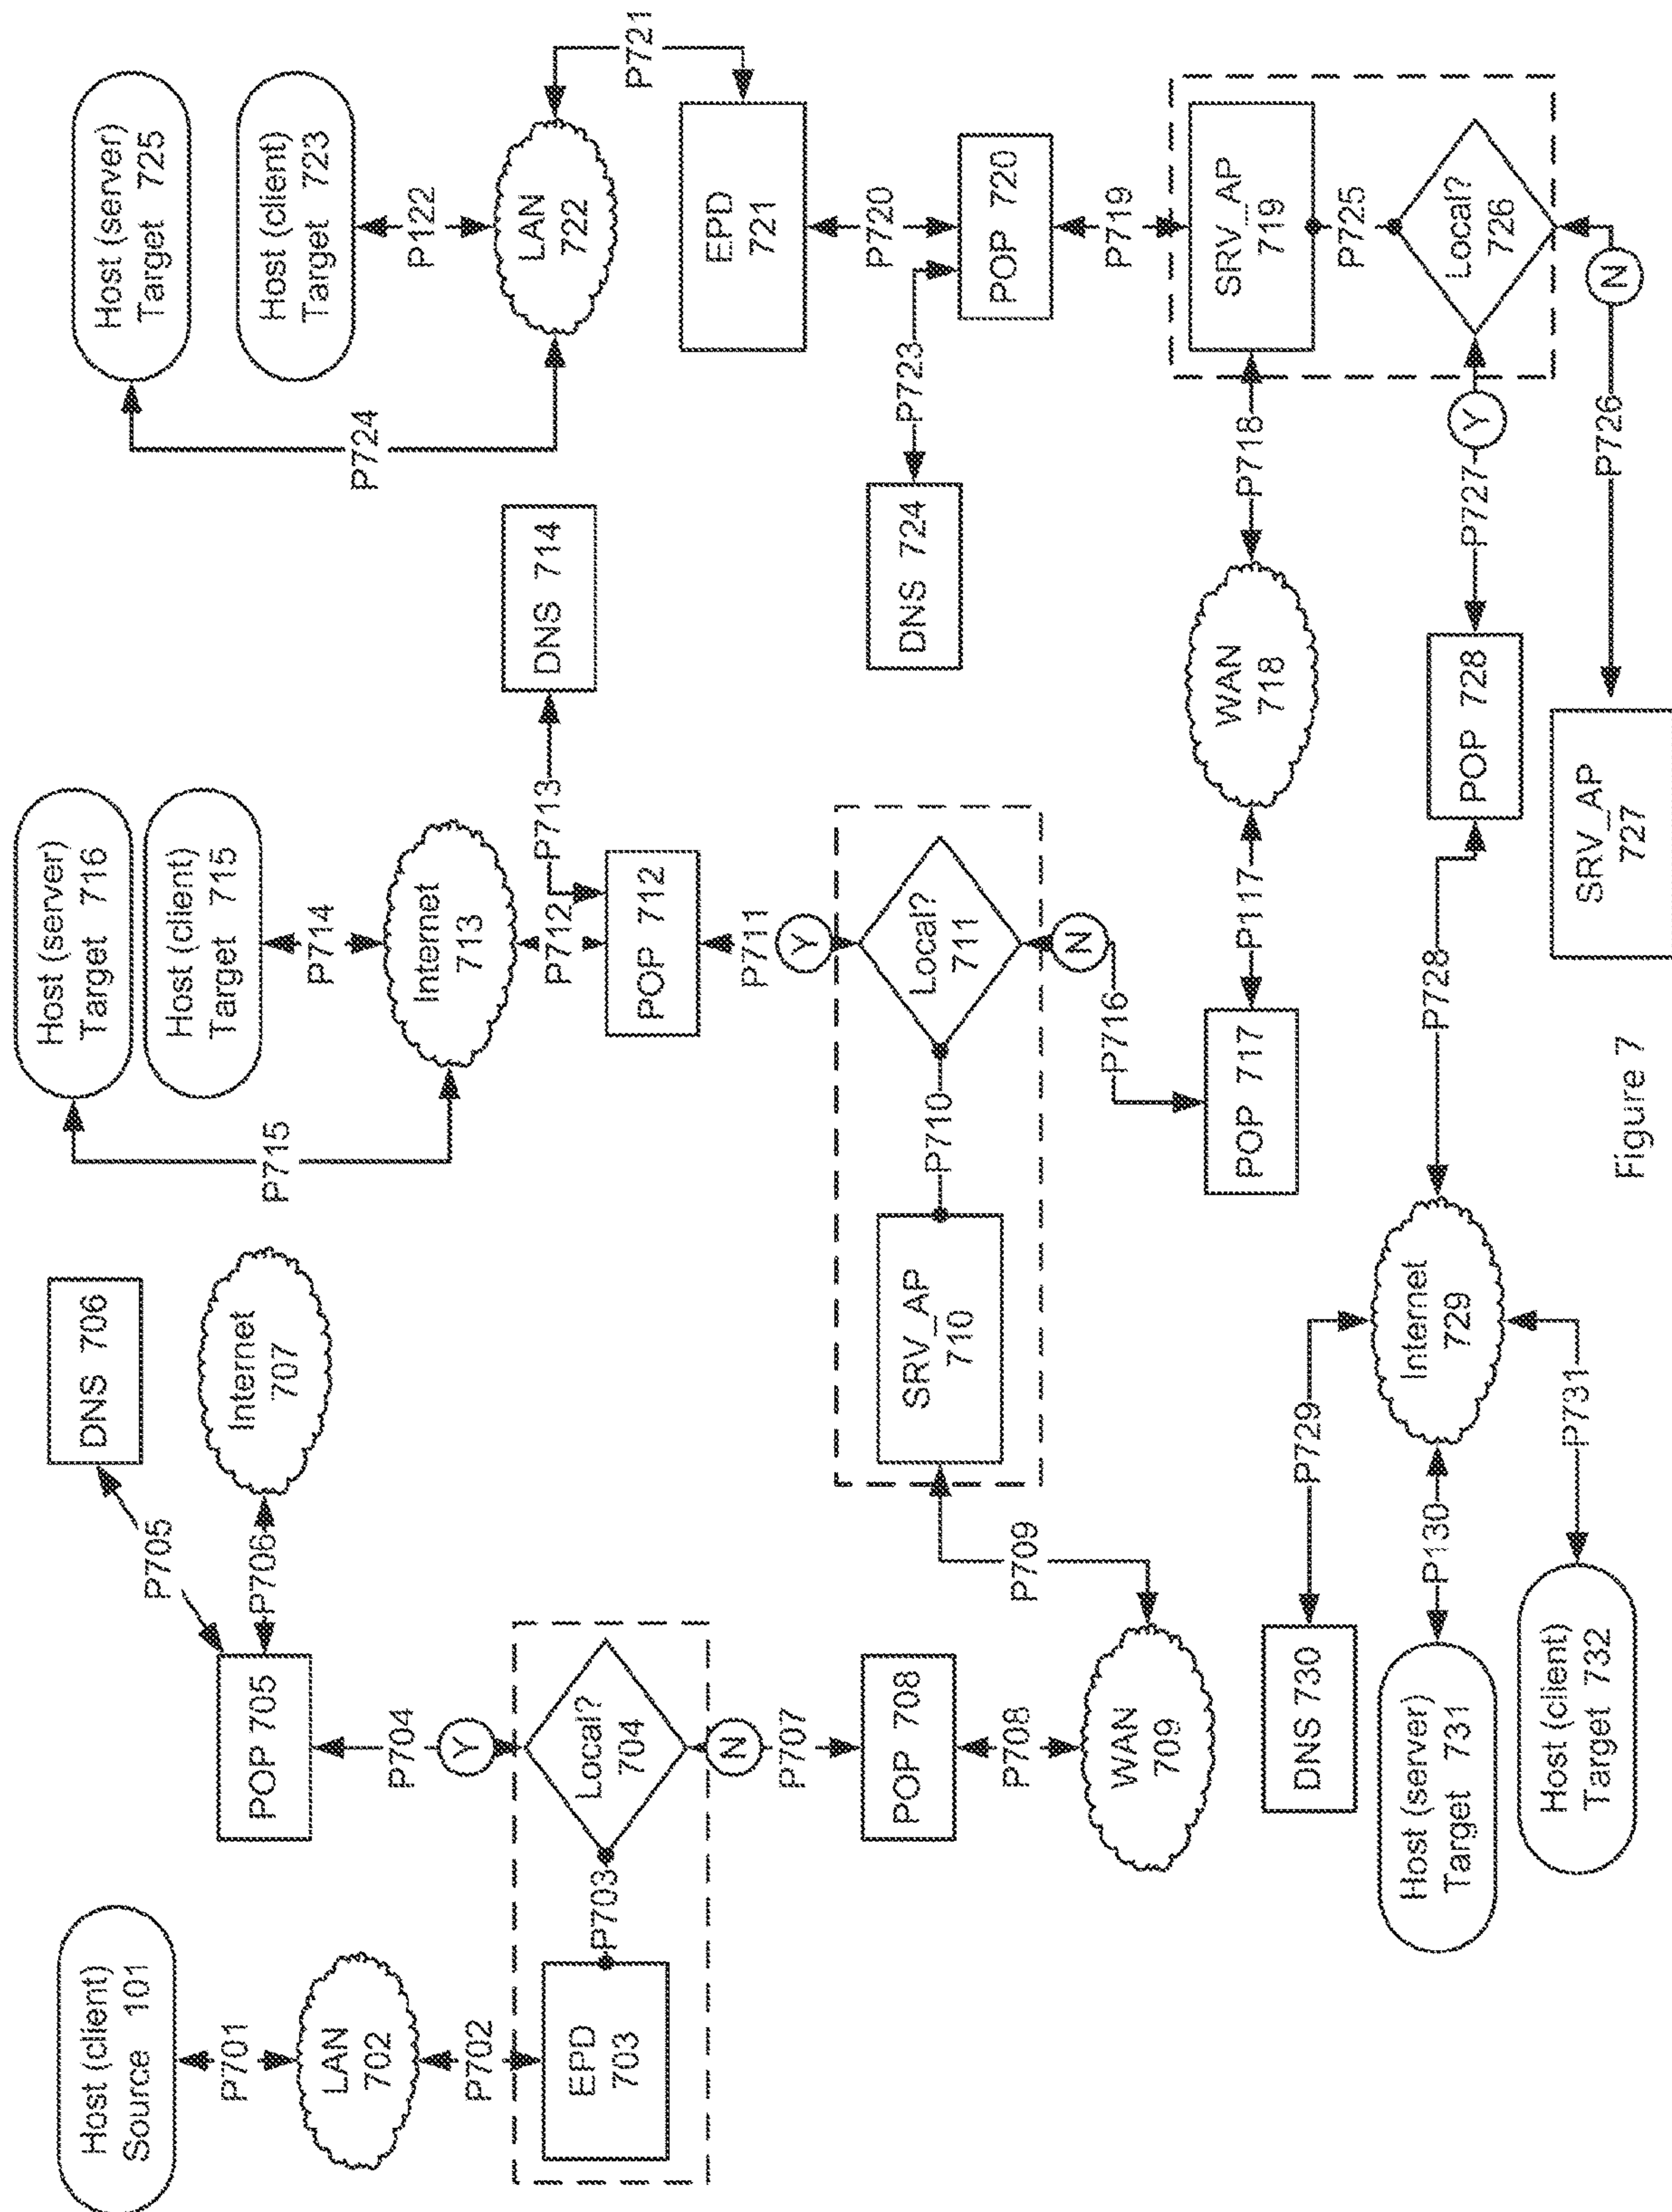 Host (client)
Source 101
P701
LAN
702
P702
EPD
703
P703
Local?
704
Y
P704
POP 705
P705
DNS 706
P706
Internet
707
N
P707
POP 708
P708
WAN
709
P709
SRV_AP
710
P710
Local?
711
Y
P711
POP 712
P712
P713
DNS 714
Internet
713
P714
Host (client)
Target 715
P715
Host (server)
Target 716
N
P716
POP 717
P117
WAN
718
P718
SRV_AP
719
P719
POP 720
P720
P723
DNS 724
EPD
721
P721
LAN
722
P122
Host (client)
Target 723
P724
Host (server)
Target 725
P725
Local?
726
N
P726
SRV_AP
727
Y
P727
POP 728
P728
Internet
729
P729
DNS 730
P130
Host (server)
Target 731
P731
Host (client)
Target 732
Figure 7